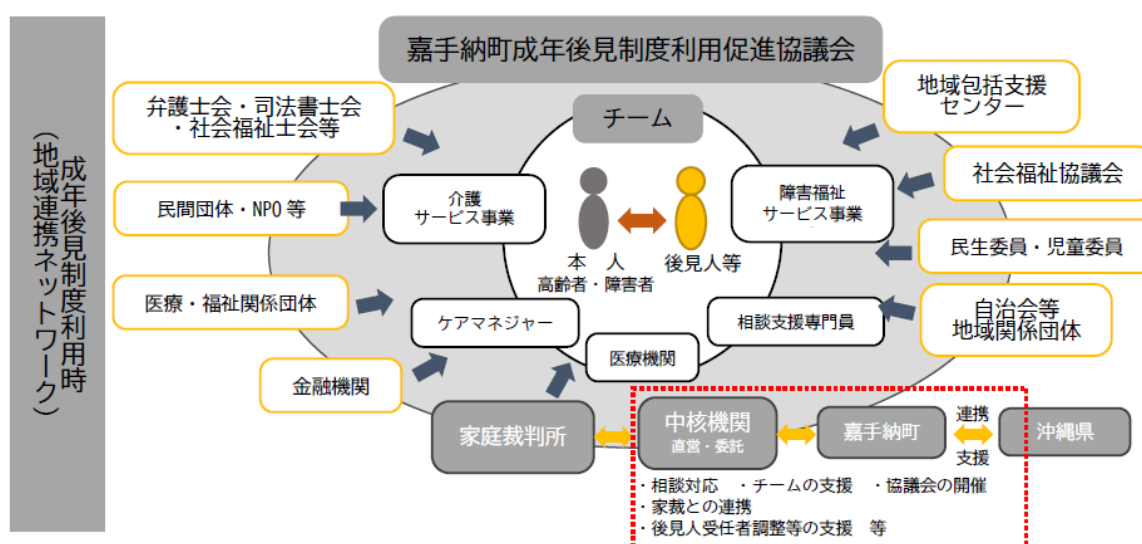 成年後見制度利用時
(地域連携ネットワーク)
嘉手納町成年後見制度利用促進協議会
弁護士会・司法書士会
・社会福祉士会等
民間団体・NPO 等
医療・福祉関係団体
金融機関
チーム
介護
サービス事業
障害福祉
サービス事業
本 人
高齢者・障害者
後見人等
ケアマネジャー
医療機関
相談支援専門員
地域包括支援
センター
社会福祉協議会
民生委員・児童委員
自治会等
地域関係団体
家庭裁判所
中核機関
直営・委託
嘉手納町
連携
支援
沖縄県
・相談対応 ・チームの支援 ・協議会の開催
・家裁との連携
・後見人受任者調整等の支援 等